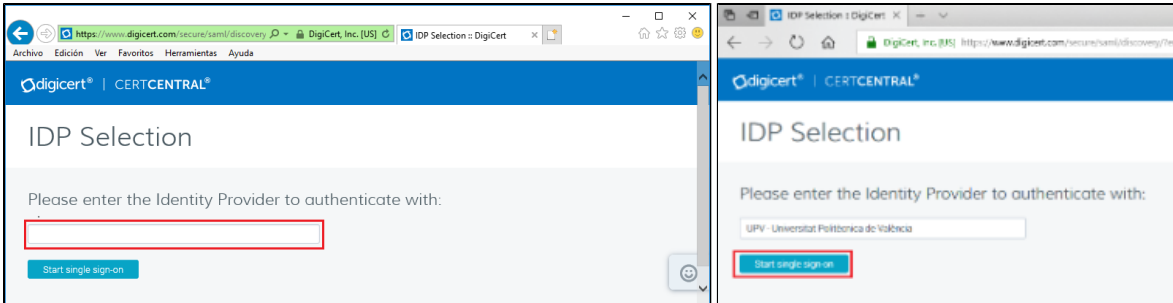 https://www.digicert.com/secure/saml/discovery
DigiCert, Inc. [US]
IDP Selection :: DigiCert
Archivo Edición Ver Favoritos Herramientas Ayuda
digicert® | CERTCENTRAL®
IDP Selection
Please enter the Identity Provider to authenticate with:
Start single sign-on
IDP Selection :: DigiCert
DigiCert, Inc. [US] https://www.digicert.com/secure/saml/discovery/?e
digicert® | CERTCENTRAL®
IDP Selection
Please enter the Identity Provider to authenticate with:
UPV - Universitat Politècnica de València
Start single sign-on